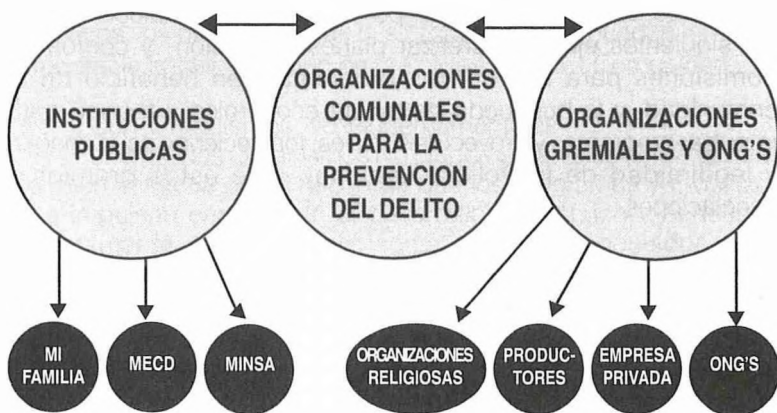 INSTITUCIONES
PUBLICAS
ORGANIZACIONES
COMUNALES
PARA LA
PREVENCION
DEL DELITO
ORGANIZACIONES
GREMIALES Y ONG'S
MI
FAMILIA
MECD
MINSA
ORGANIZACIONES
RELIGIOSAS
PRODUC-
TORES
EMPRESA
PRIVADA
ONG'S